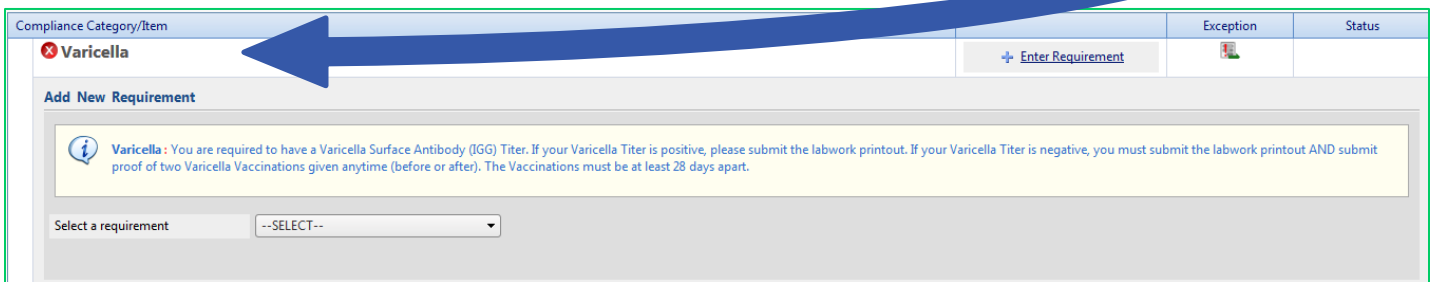 Compliance Category/Item Exception Status
Varicella
Enter Requirement
Add New Requirement
Varicella : You are required to have a Varicella Surface Antibody (IGG) Titer. If your Varicella Titer is positive, please submit the labwork printout. If your Varicella Titer is negative, you must submit the labwork printout AND submit
proof of two Varicella Vaccinations given anytime (before or after). The Vaccinations must be at least 28 days apart.
Select a requirement --SELECT--